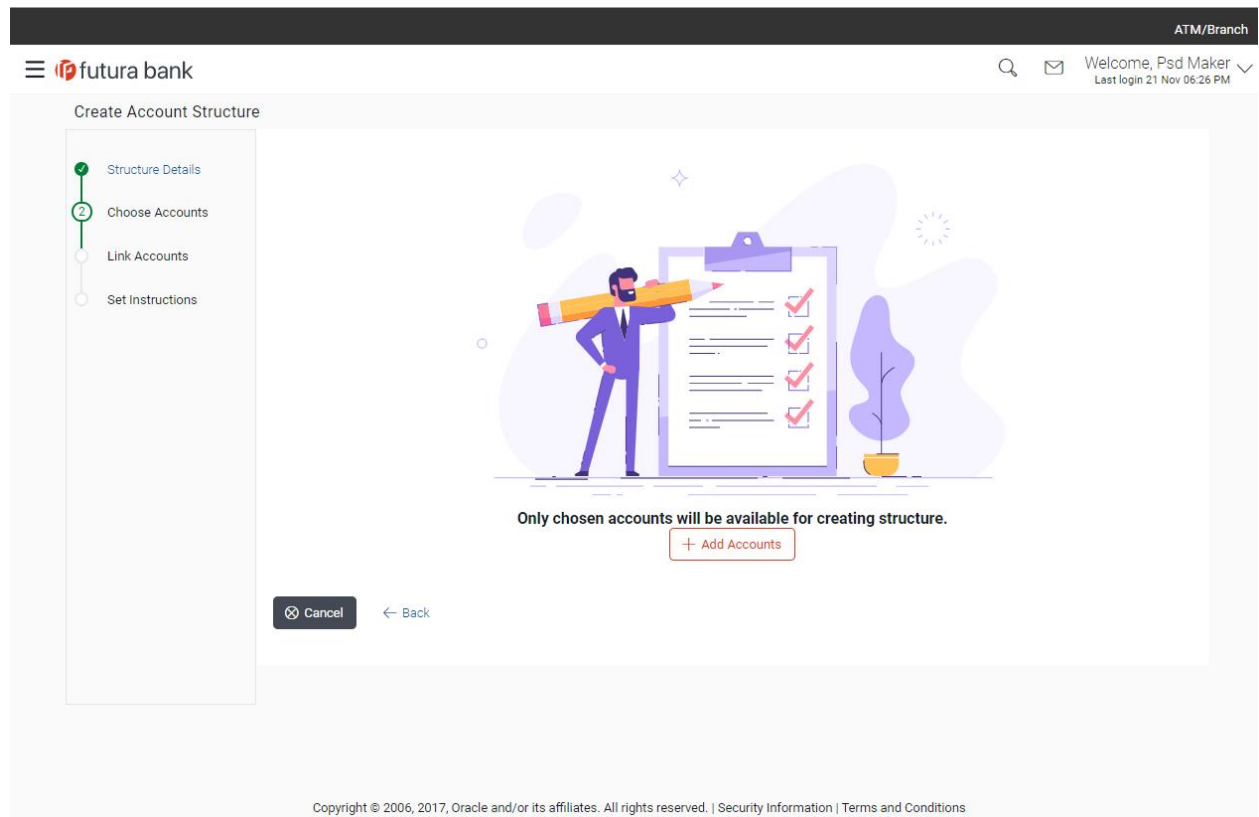 ATM/Branch
futura bank
Welcome, Psd Maker
Last login 21 Nov 06:26 PM
Create Account Structure
Structure Details
2 Choose Accounts
Link Accounts
Set Instructions
Only chosen accounts will be available for creating structure.
+ Add Accounts
Cancel ← Back
Copyright © 2006, 2017, Oracle and/or its affiliates. All rights reserved. | Security Information | Terms and Conditions